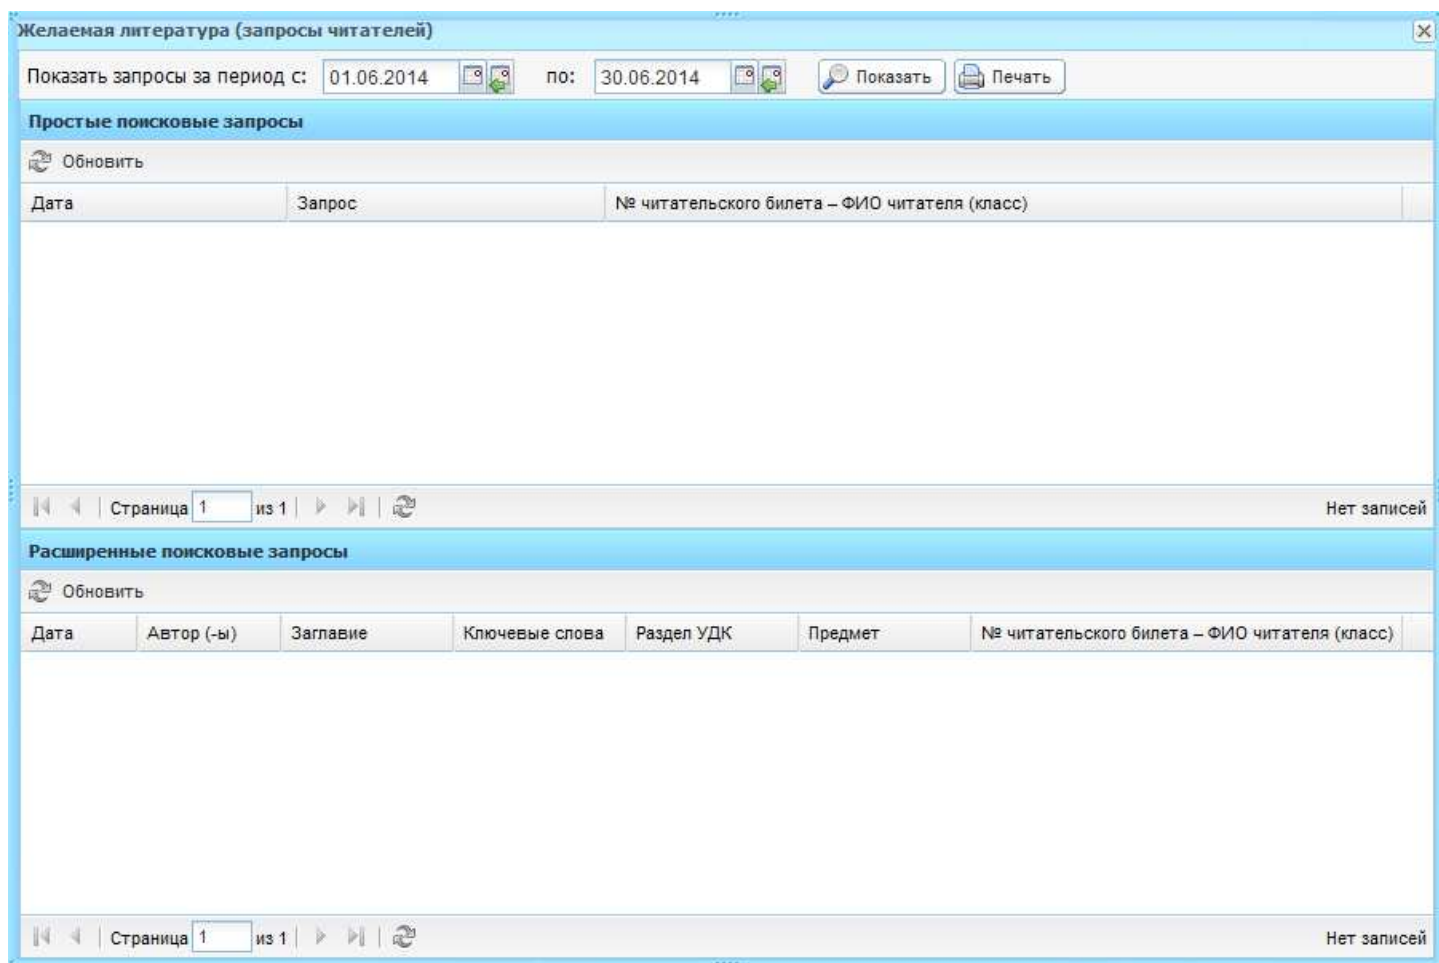 Желаемая литература (запросы читателей)
Показать запросы за период с: 01.06.2014 по: 30.06.2014 Показать Печать
Простые поисковые запросы
Обновить
Дата Запрос № читательского билета – ФИО читателя (класс)
Страница 1 из 1 Нет записей
Расширенные поисковые запросы
Обновить
Дата Автор (-ы) Заглавие Ключевые слова Раздел УДК Предмет № читательского билета – ФИО читателя (класс)
Страница 1 из 1 Нет записей